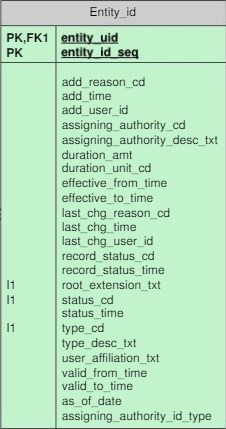 Entity_id
PK,FK1 entity_uid
PK entity_id_seq
add_reason_cd
add_time
add_user_id
assigning_authority_cd
assigning_authority_desc_txt
duration_amt
duration_unit_cd
effective_from_time
effective_to_time
last_chg_reason_cd
last_chg_time
last_chg_user_id
record_status_cd
record_status_time
I1 root_extension_txt
I1 status_cd
status_time
I1 type_cd
type_desc_txt
user_affiliation_txt
valid_from_time
valid_to_time
as_of_date
assigning_authority_id_type